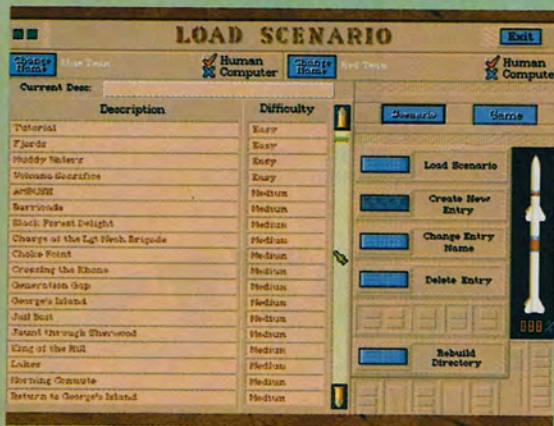 LOAD SCENARIO
Exit
Change Name
Blue Team
Human
Computer
Change Name
Red Team
Human
Computer
Current Desc:
Description
Difficulty
Scenario
Game
Tutorial
Easy
Fjords
Easy
Muddy Waters
Easy
Volcano Sacrifice
Easy
AMBUSH
Medium
Barricade
Medium
Black Forest Delight
Medium
Charge of the Lgt Mech Brigade
Medium
Choke Point
Medium
Crossing the Rhone
Medium
Generation Gap
Medium
George's Island
Medium
Jail Bait
Medium
Jaunt through Sherwood
Medium
King of the Hill
Medium
Lakes
Medium
Morning Commute
Medium
Return to George's Island
Medium
Load Scenario
Create New
Entry
Change Entry
Name
Delete Entry
Rebuild
Directory